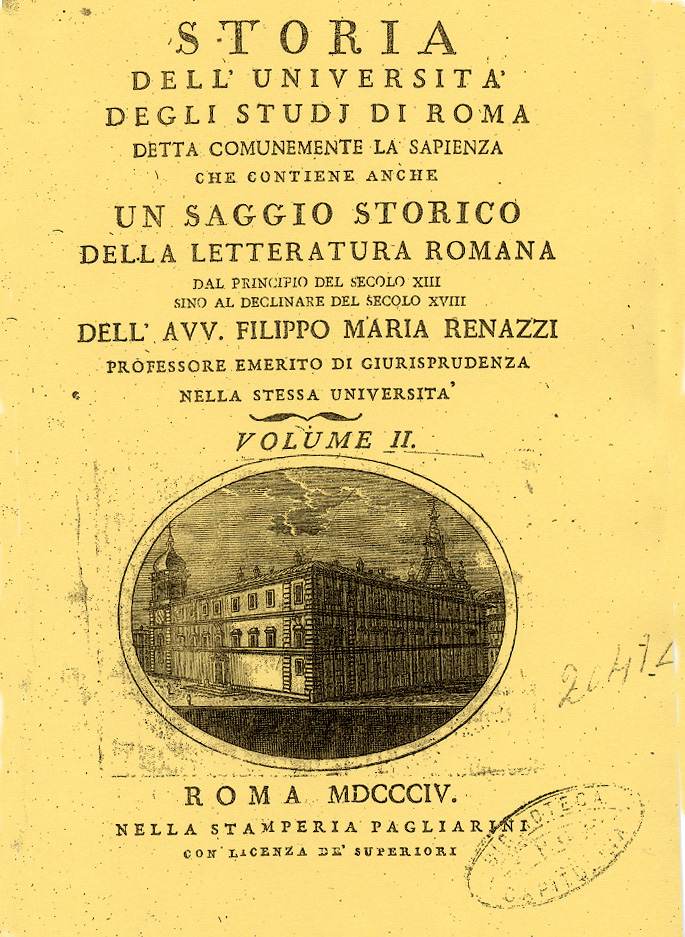 STORIA
DELL' UNIVERSITA'
DEGLI STUDJ DI ROMA
DETTA COMUNEMENTE LA SAPIENZA
CHE CONTIENE ANCHE
UN SAGGIO STORICO
DELLA LETTERATURA ROMANA
DAL PRINCIPIO DEL SECOLO XIII
SINO AL DECLINARE DEL SECOLO XVIII
DELL' AVV. FILIPPO MARIA RENAZZI
PROFESSORE EMERITO DI GIURISPRUDENZA
NELLA STESSA UNIVERSITA'
VOLUME II.
ROMA MDCCCIV.
NELLA STAMPERIA PAGLIARINI
CON LICENZA DE' SUPERIORI
BIBLIOTECA